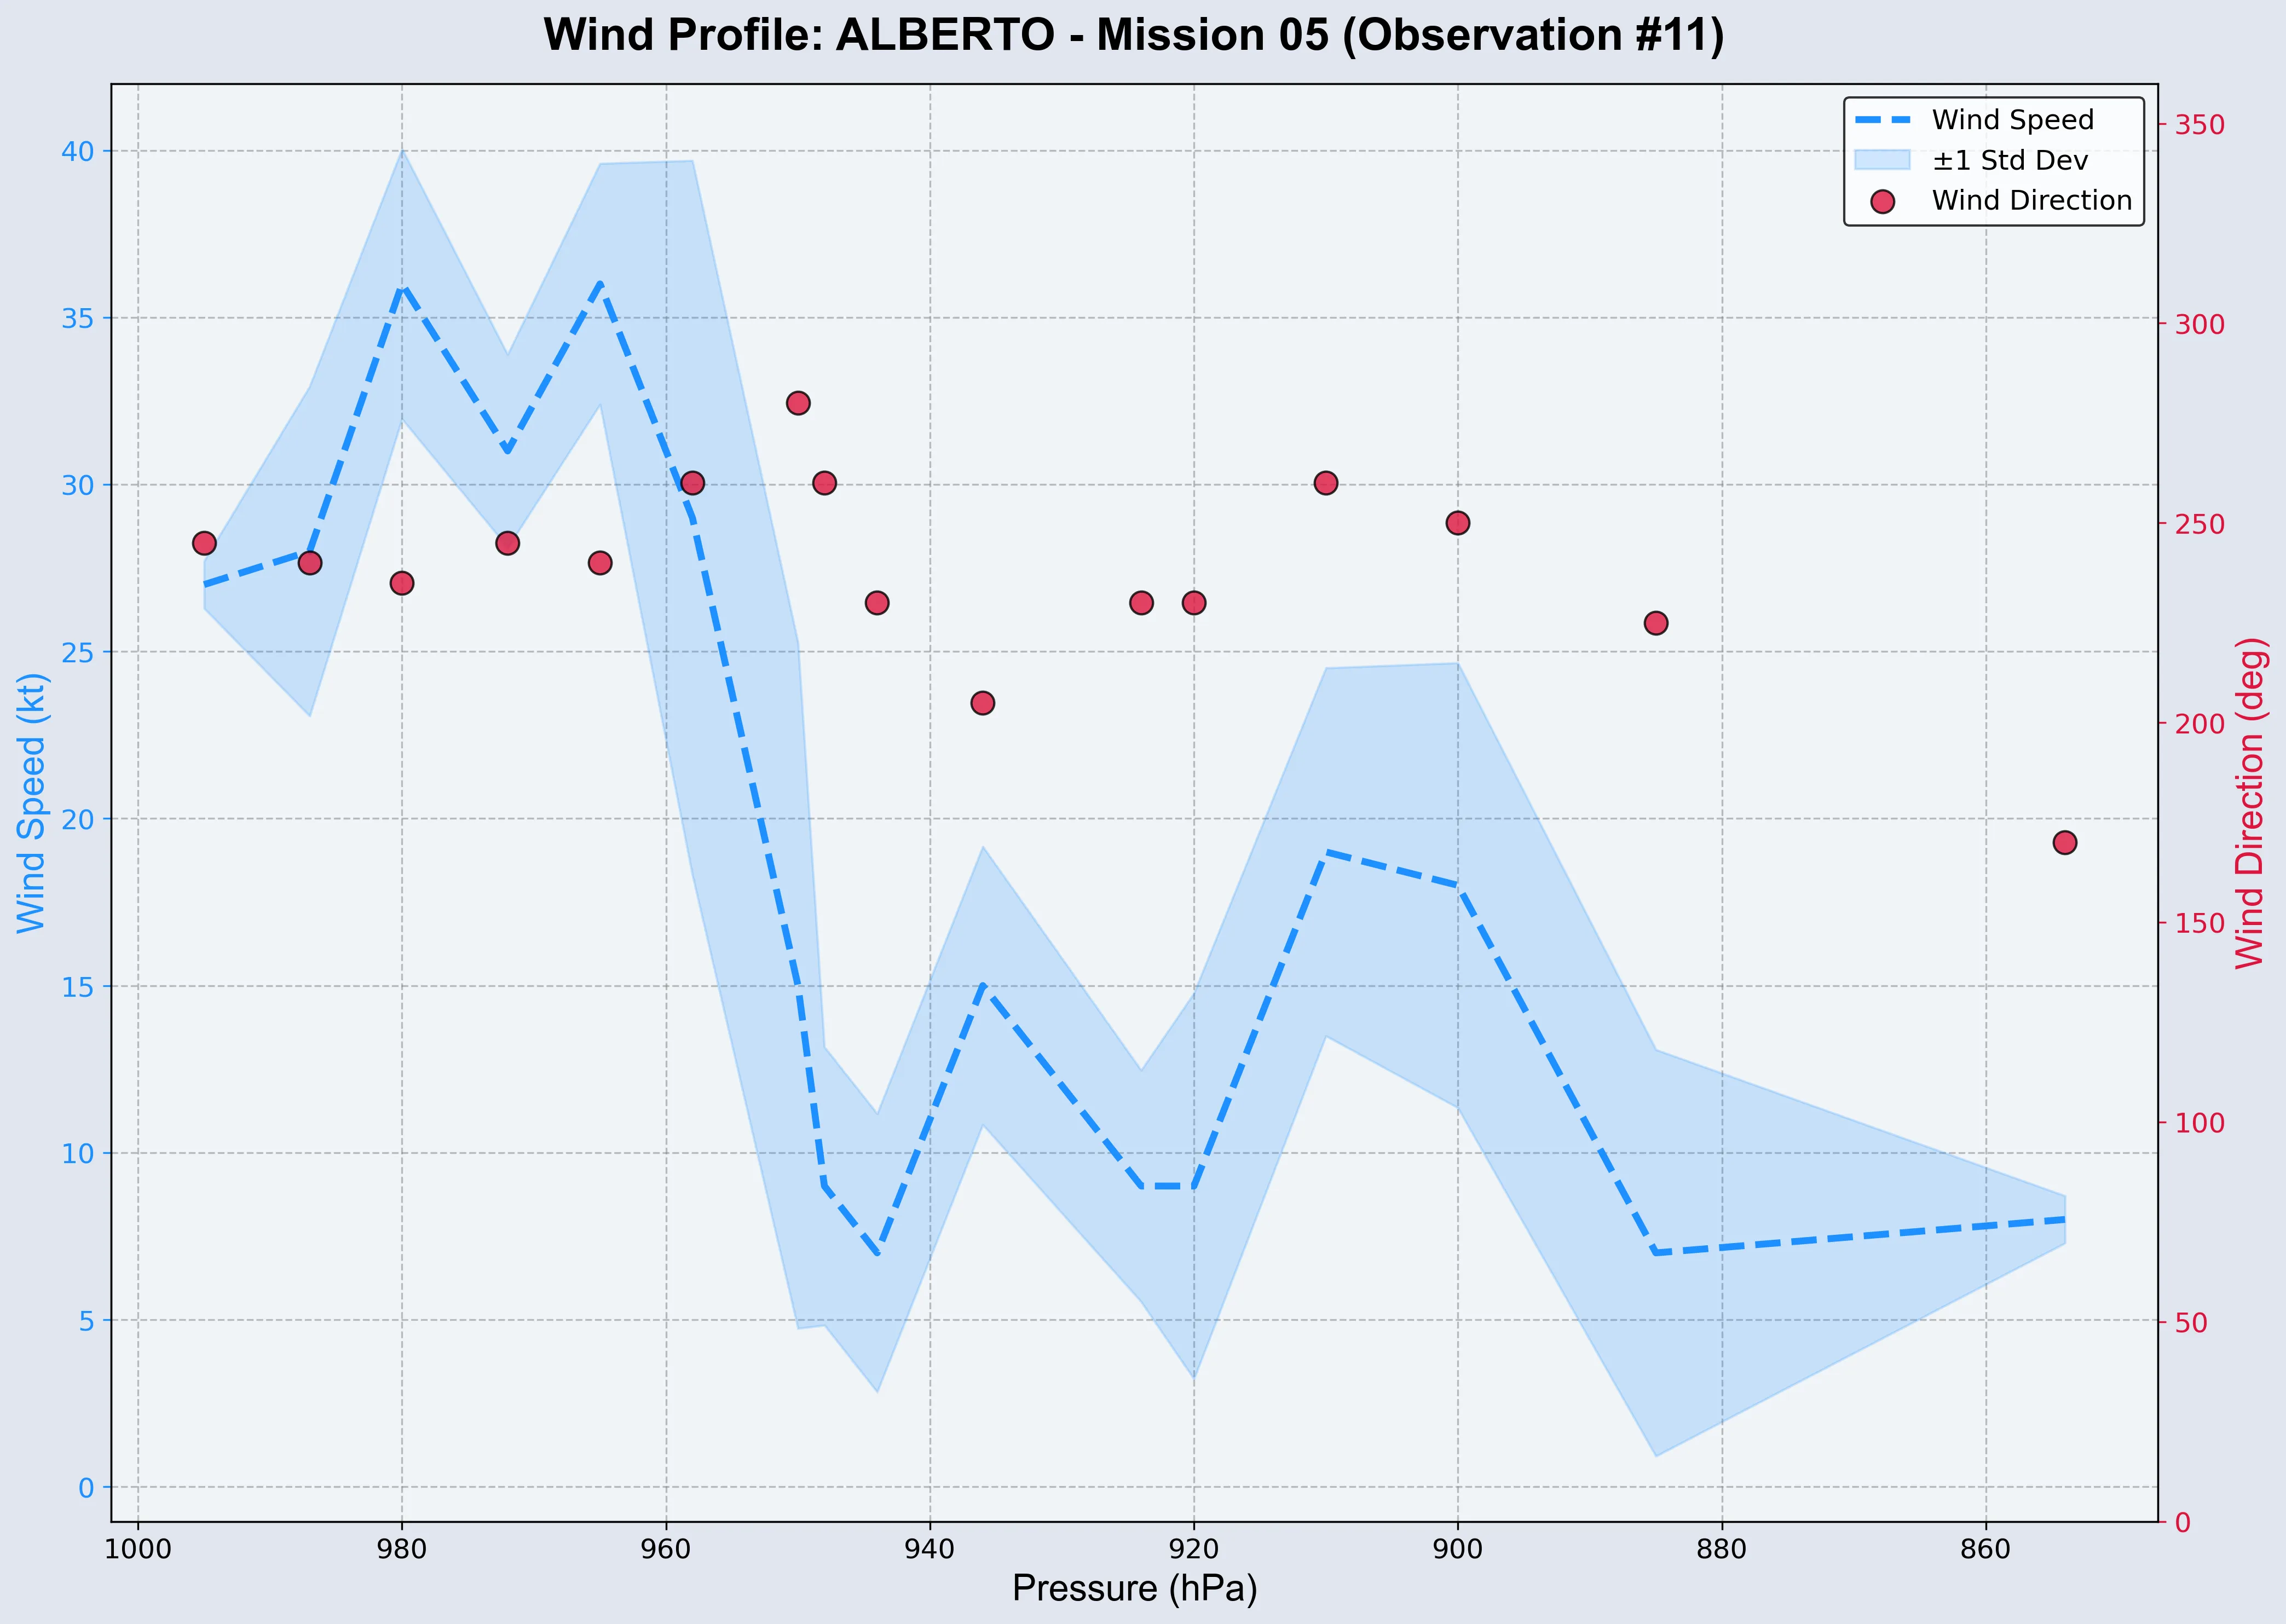 Wind Profile: ALBERTO - Mission 05 (Observation #11)
Wind Speed
±1 Std Dev
Wind Direction
Wind Speed (kt)
40
35
30
25
20
15
10
5
0
350
300
250
200
150
100
50
0
Wind Direction (deg)
1000 980 960 940 920 900 880 860
Pressure (hPa)